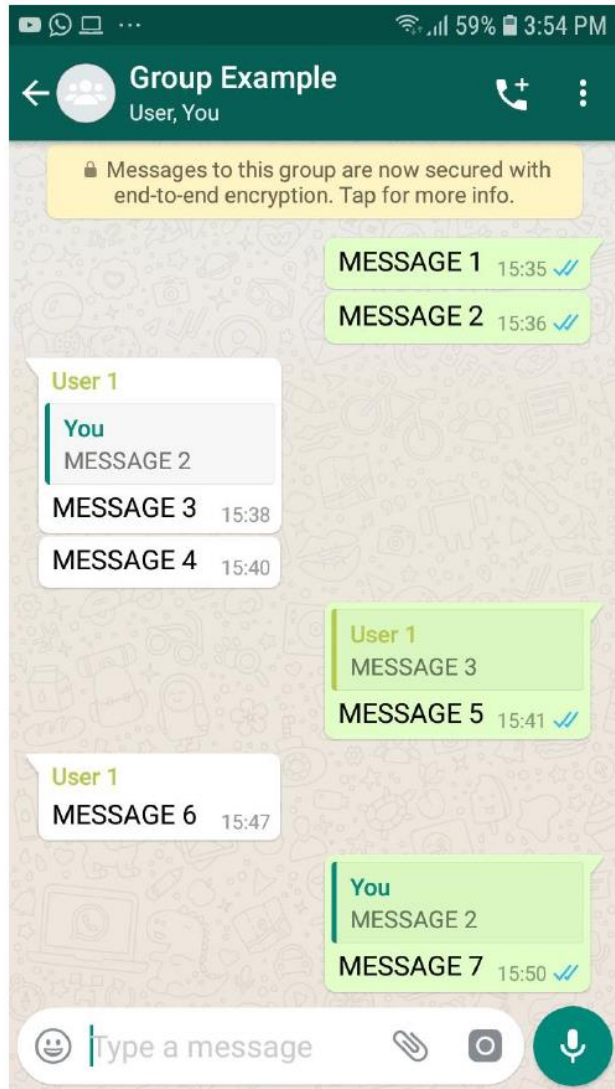 59% 3:54 PM
Group Example
User, You
Messages to this group are now secured with
end-to-end encryption. Tap for more info.
MESSAGE 1 15:35
MESSAGE 2 15:36
User 1
You
MESSAGE 2
MESSAGE 3 15:38
MESSAGE 4 15:40
User 1
MESSAGE 3
MESSAGE 5 15:41
User 1
MESSAGE 6 15:47
You
MESSAGE 2
MESSAGE 7 15:50
Type a message